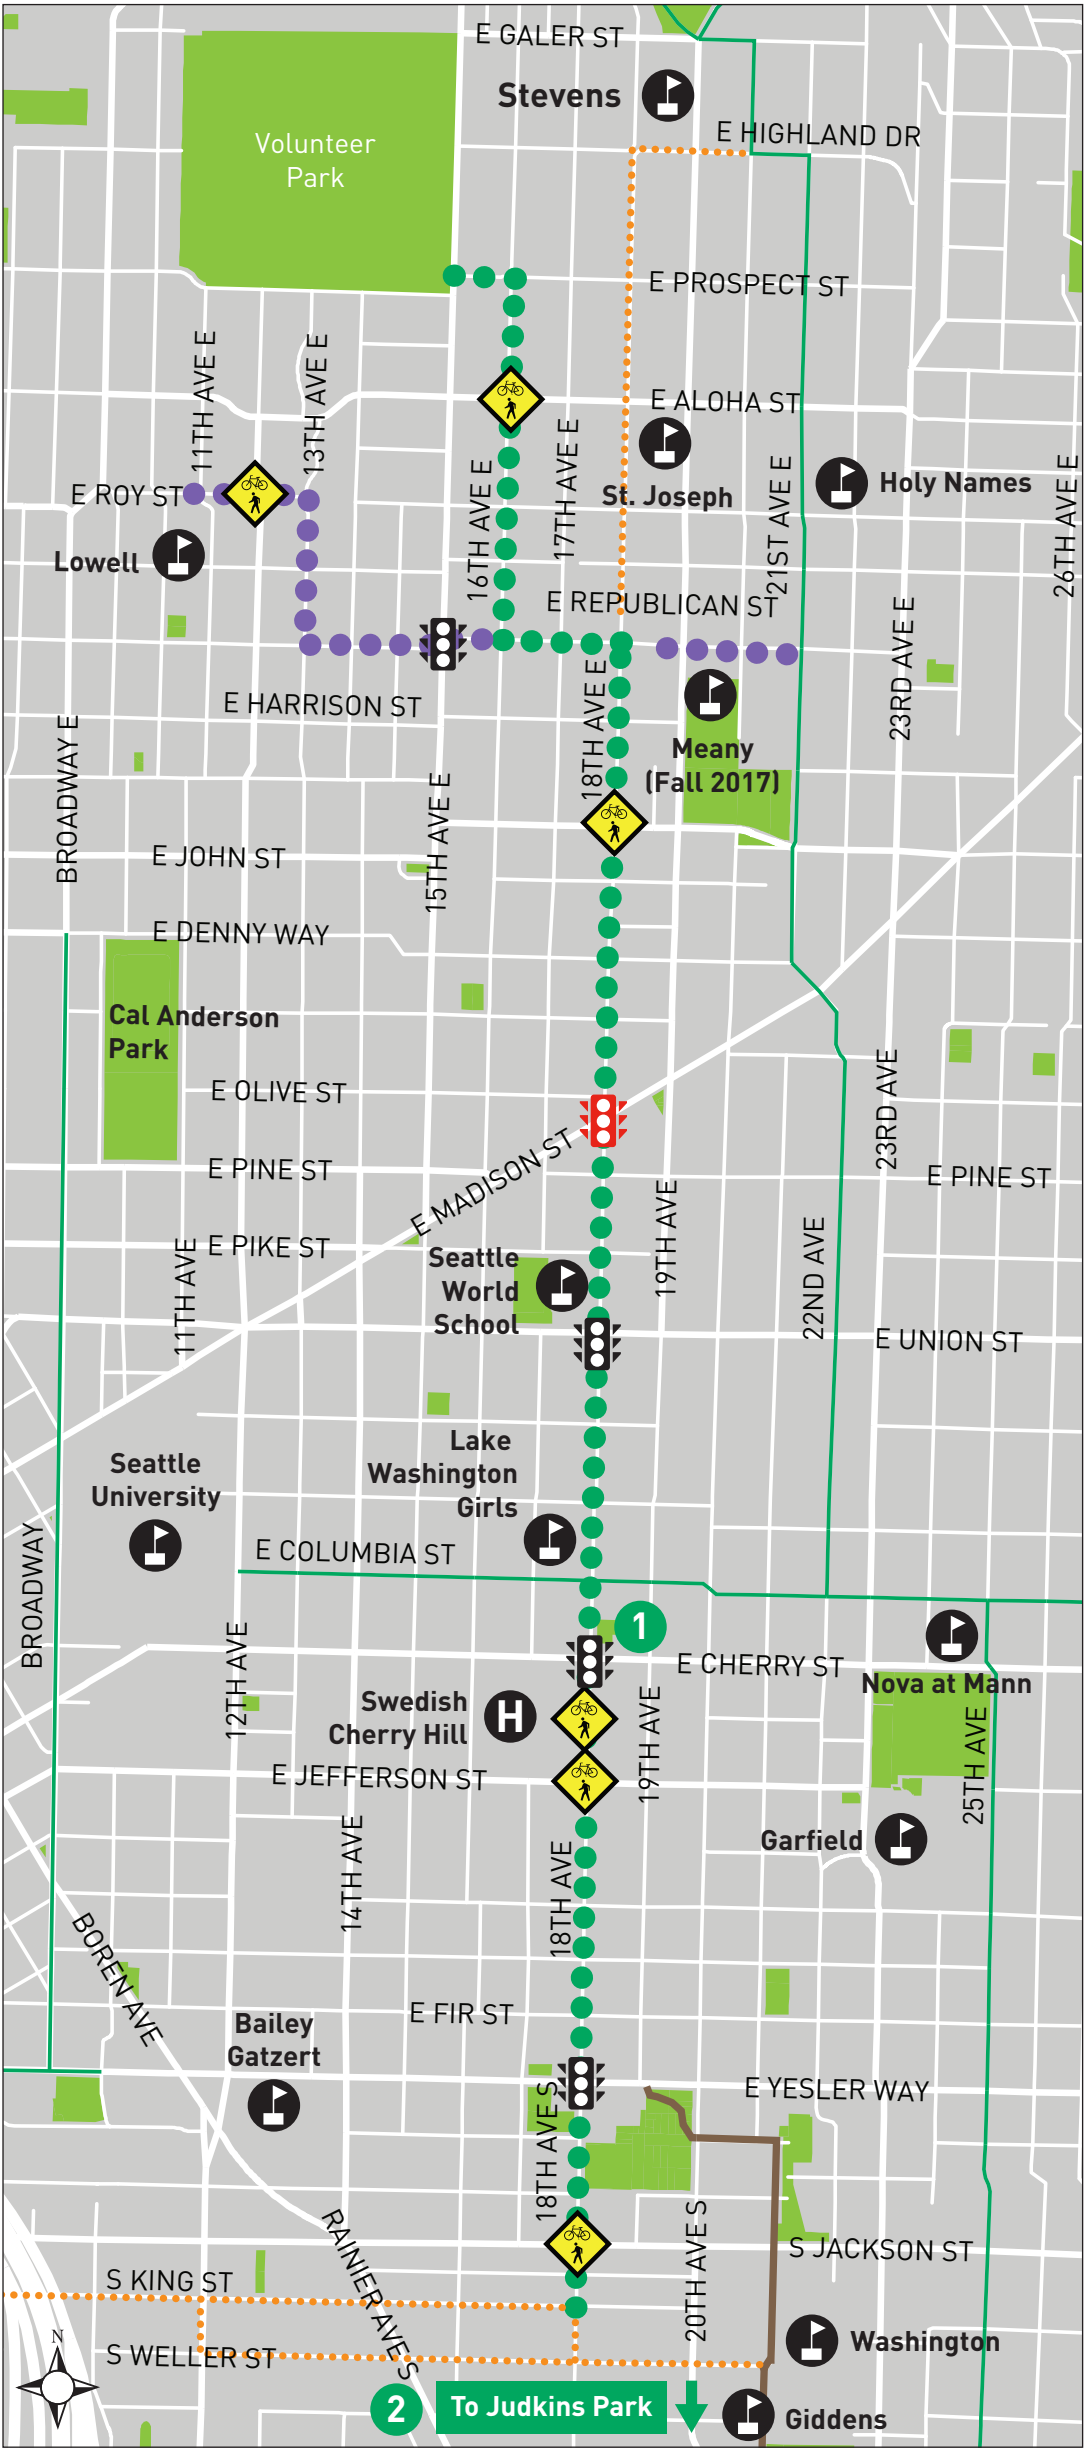 E GALER ST
Stevens
E HIGHLAND DR
Volunteer
Park
E PROSPECT ST
11TH AVE E
13TH AVE E
E ALOHA ST
17TH AVE E
16TH AVE E
21ST AVE E
26TH AVE E
St. Joseph
Holy Names
E ROY ST
Lowell
E REPUBLICAN ST
23RD AVE E
18TH AVE E
E HARRISON ST
BROADWAY E
Meany
(Fall 2017)
15TH AVE E
E JOHN ST
E DENNY WAY
Cal Anderson
Park
E OLIVE ST
23RD AVE
E MADISON ST
E PINE ST
E PINE ST
19TH AVE
22ND AVE
E PIKE ST
11TH AVE
Seattle
World
School
E UNION ST
Lake
Washington
Girls
Seattle
University
E COLUMBIA ST
BROADWAY
12TH AVE
1
E CHERRY ST
Nova at Mann
Swedish
Cherry Hill
H
19TH AVE
25TH AVE
E JEFFERSON ST
Garfield
14TH AVE
18TH AVE
BOREN AVE
E FIR ST
Bailey
Gatzert
E YESLER WAY
18TH AVE S
20TH AVE S
RAINIER AVE S
S JACKSON ST
S KING ST
N
Washington
S WELLER ST
2
To Judkins Park
Giddens